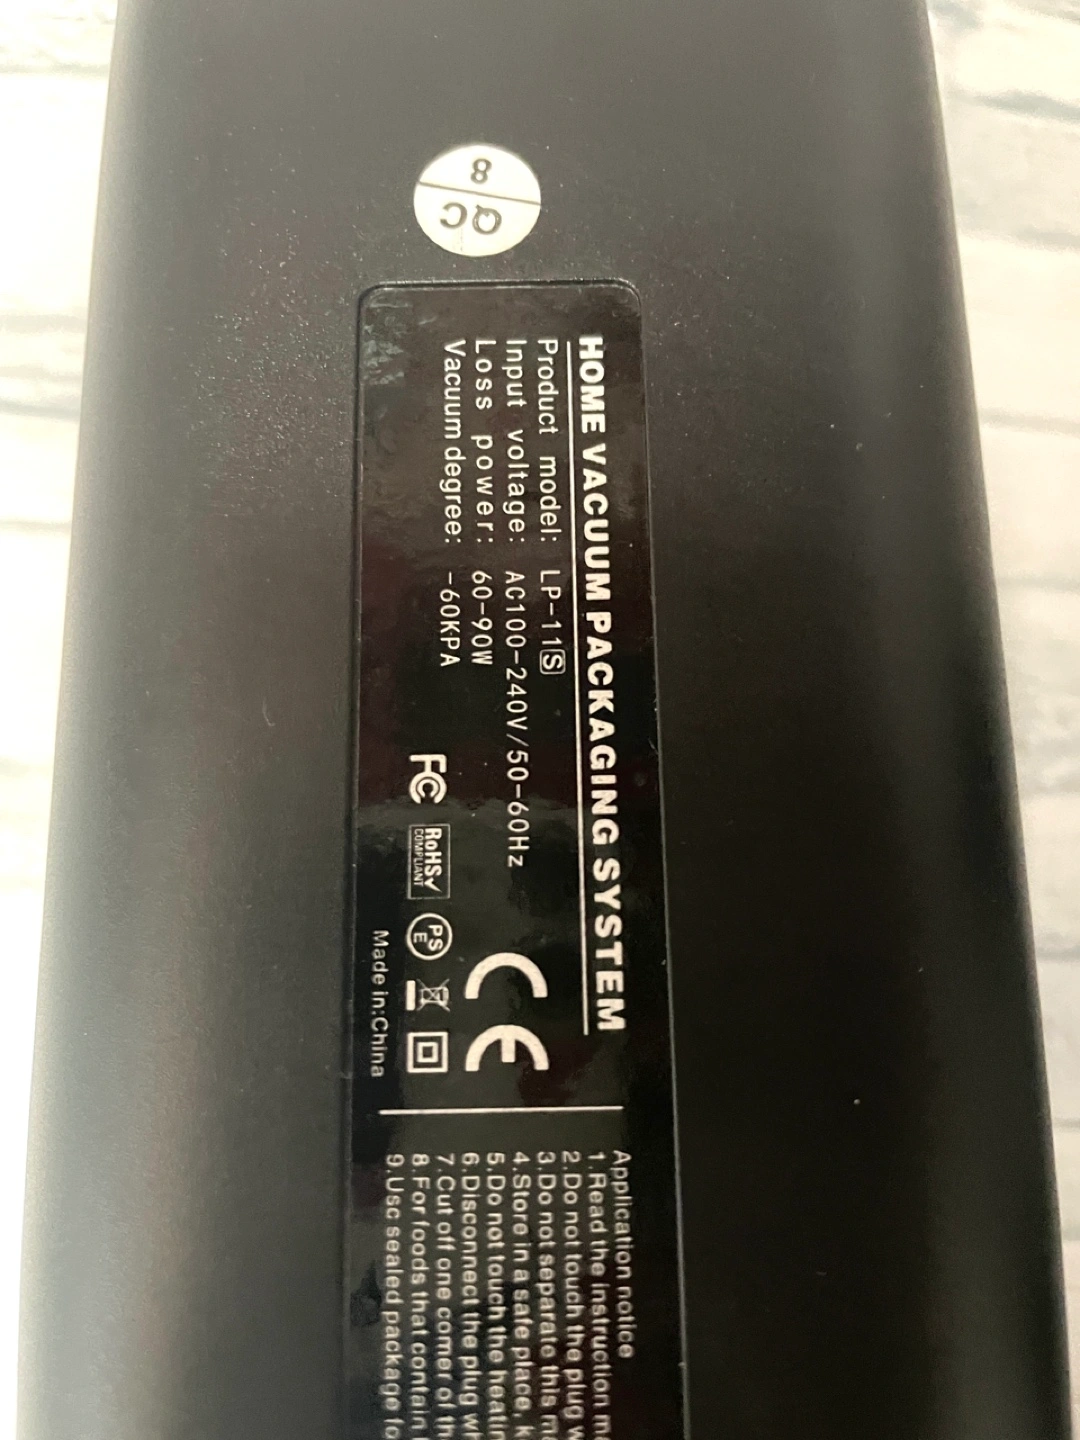 8
QC
HOME VACUUM PACKAGING SYSTEM
Product model: LP-11S
Input voltage: AC100-240V/50-60Hz
Loss power: 60-90W
Vacuum degree: -60KPA
CE
FC
RoHS
COMPLIANT
PS
E
Made in:China
Application notice
1.Read the instruction
2.Do not touch the plug
3.Do not separate this
4.Store in a safe place,
5.Do not touch the
6.Disconnect the plug
7.Cut off one corner of
8.For foods that contain
9.Usc sealed package